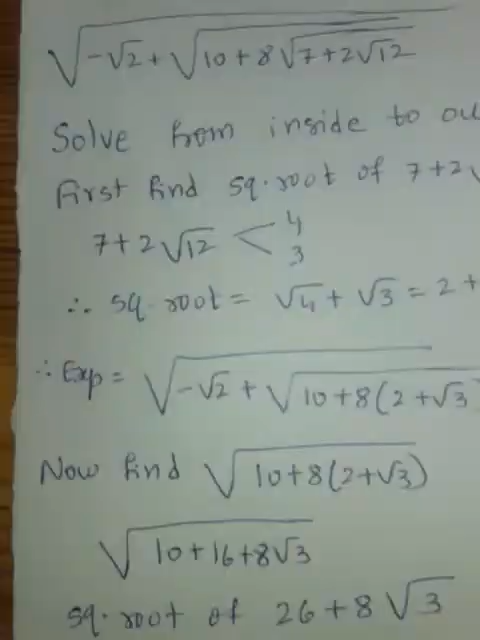 √(-√2 + √(10 + 8√(7 + 2√12)))
Solve from inside to
First find sq. root of 7 + 2√
7 + 2√12 < 4
3
∴ sq. root = √4 + √3 = 2 +
∴ Exp = √(-√2 + √(10 + 8(2 + √3
Now find √(10 + 8(2 + √3))
√(10 + 16 + 8√3)
sq. root of 26 + 8√3